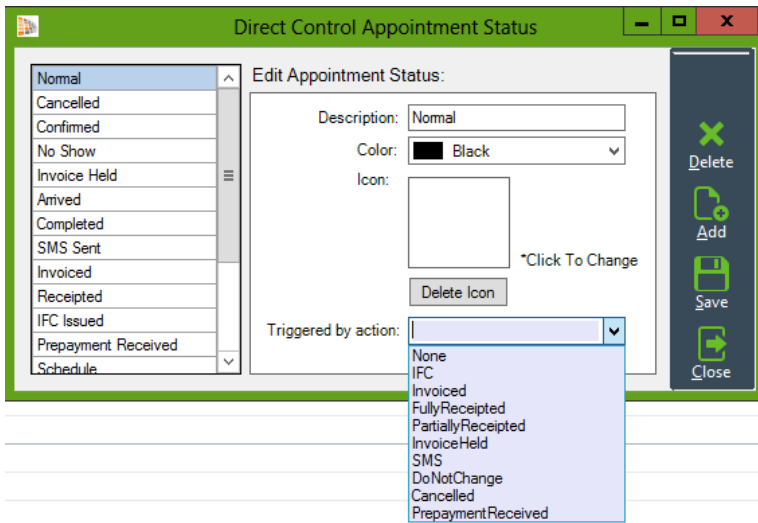 Direct Control Appointment Status
Normal
Cancelled
Confirmed
No Show
Invoice Held
Arrived
Completed
SMS Sent
Invoiced
Receipted
IFC Issued
Prepayment Received
Schedule
Edit Appointment Status:
Description: Normal
Color: Black
Icon:
*Click To Change
Delete Icon
Triggered by action:
None
IFC
Invoiced
FullyReceipted
PartiallyReceipted
InvoiceHeld
SMS
DoNotChange
Cancelled
PrepaymentReceived
Delete
Add
Save
Close